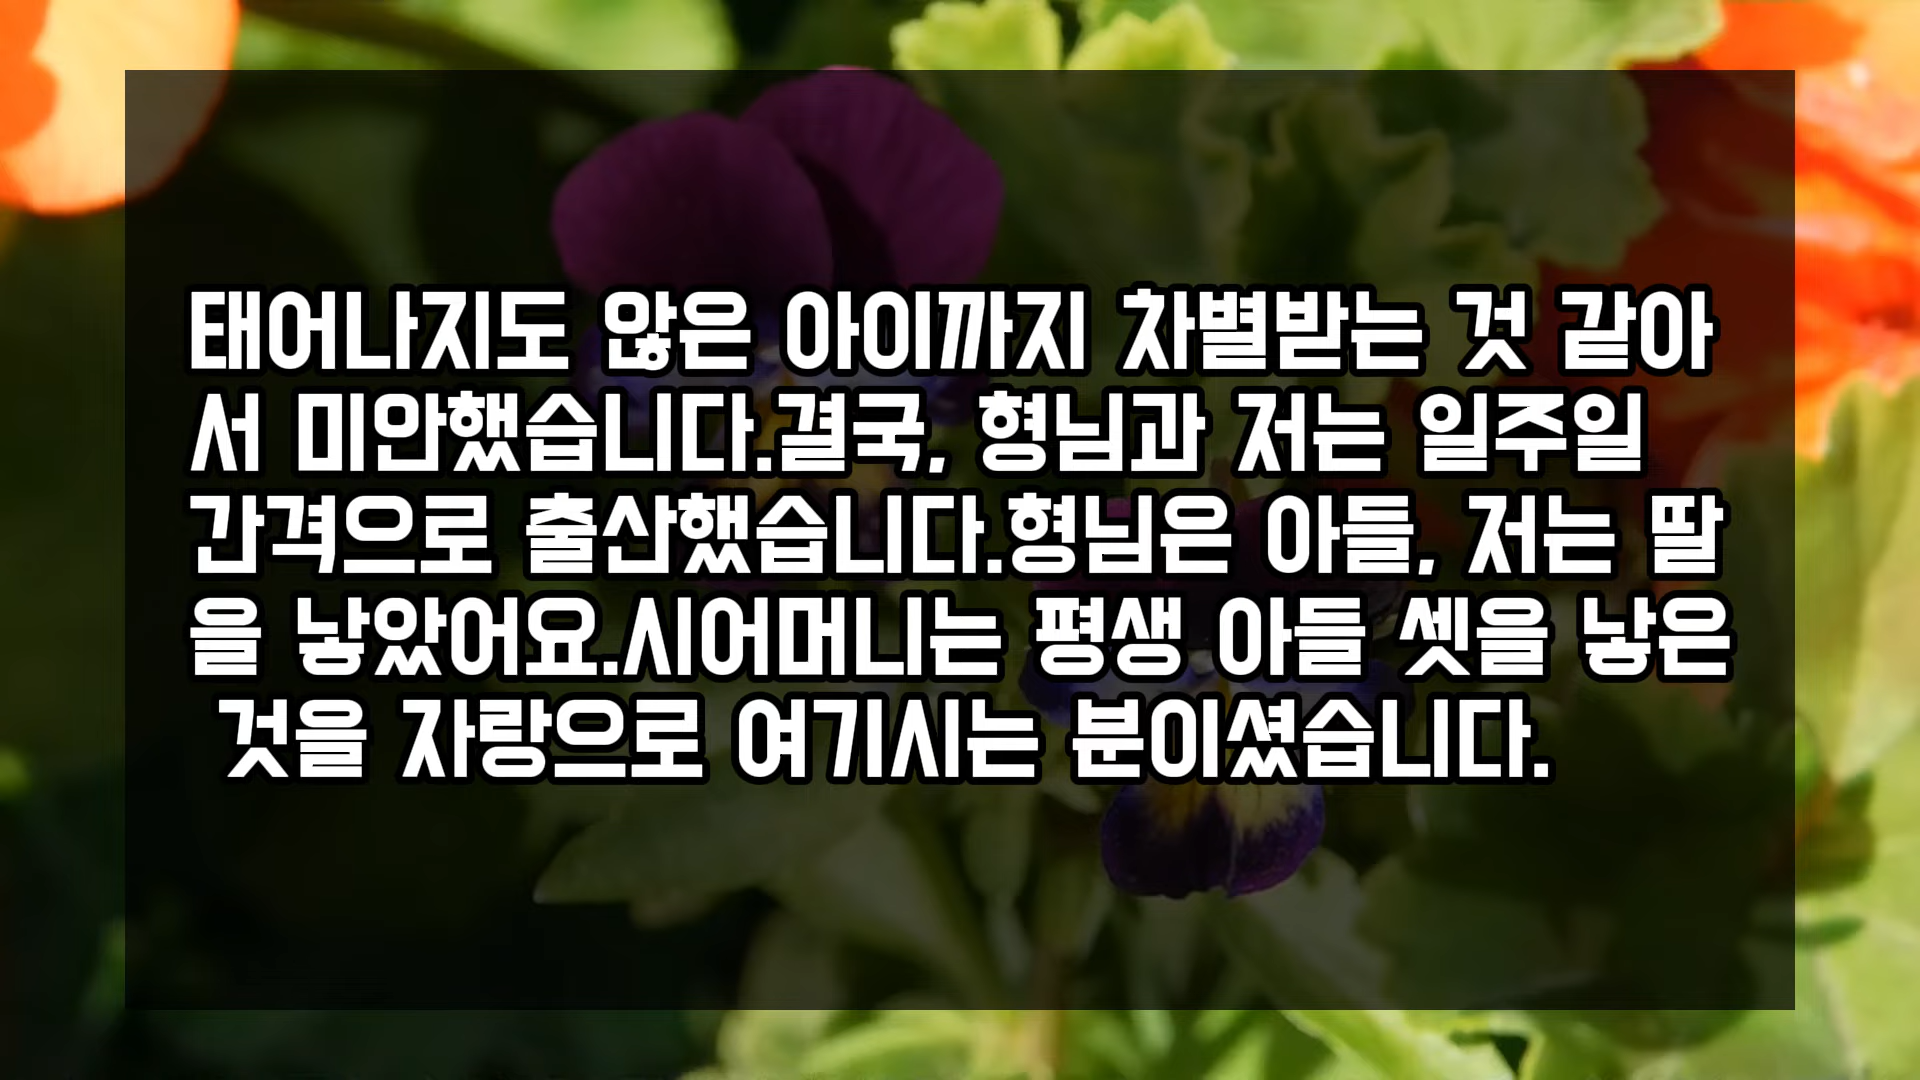 태어나지도 않은 아이까지 차별받는 것 같아
서 미안했습니다.결국, 형님과 저는 일주일
간격으로 출산했습니다.형님은 아들, 저는 딸
을 낳았어요.시어머니는 평생 아들 셋을 낳은
것을 자랑으로 여기시는 분이셨습니다.